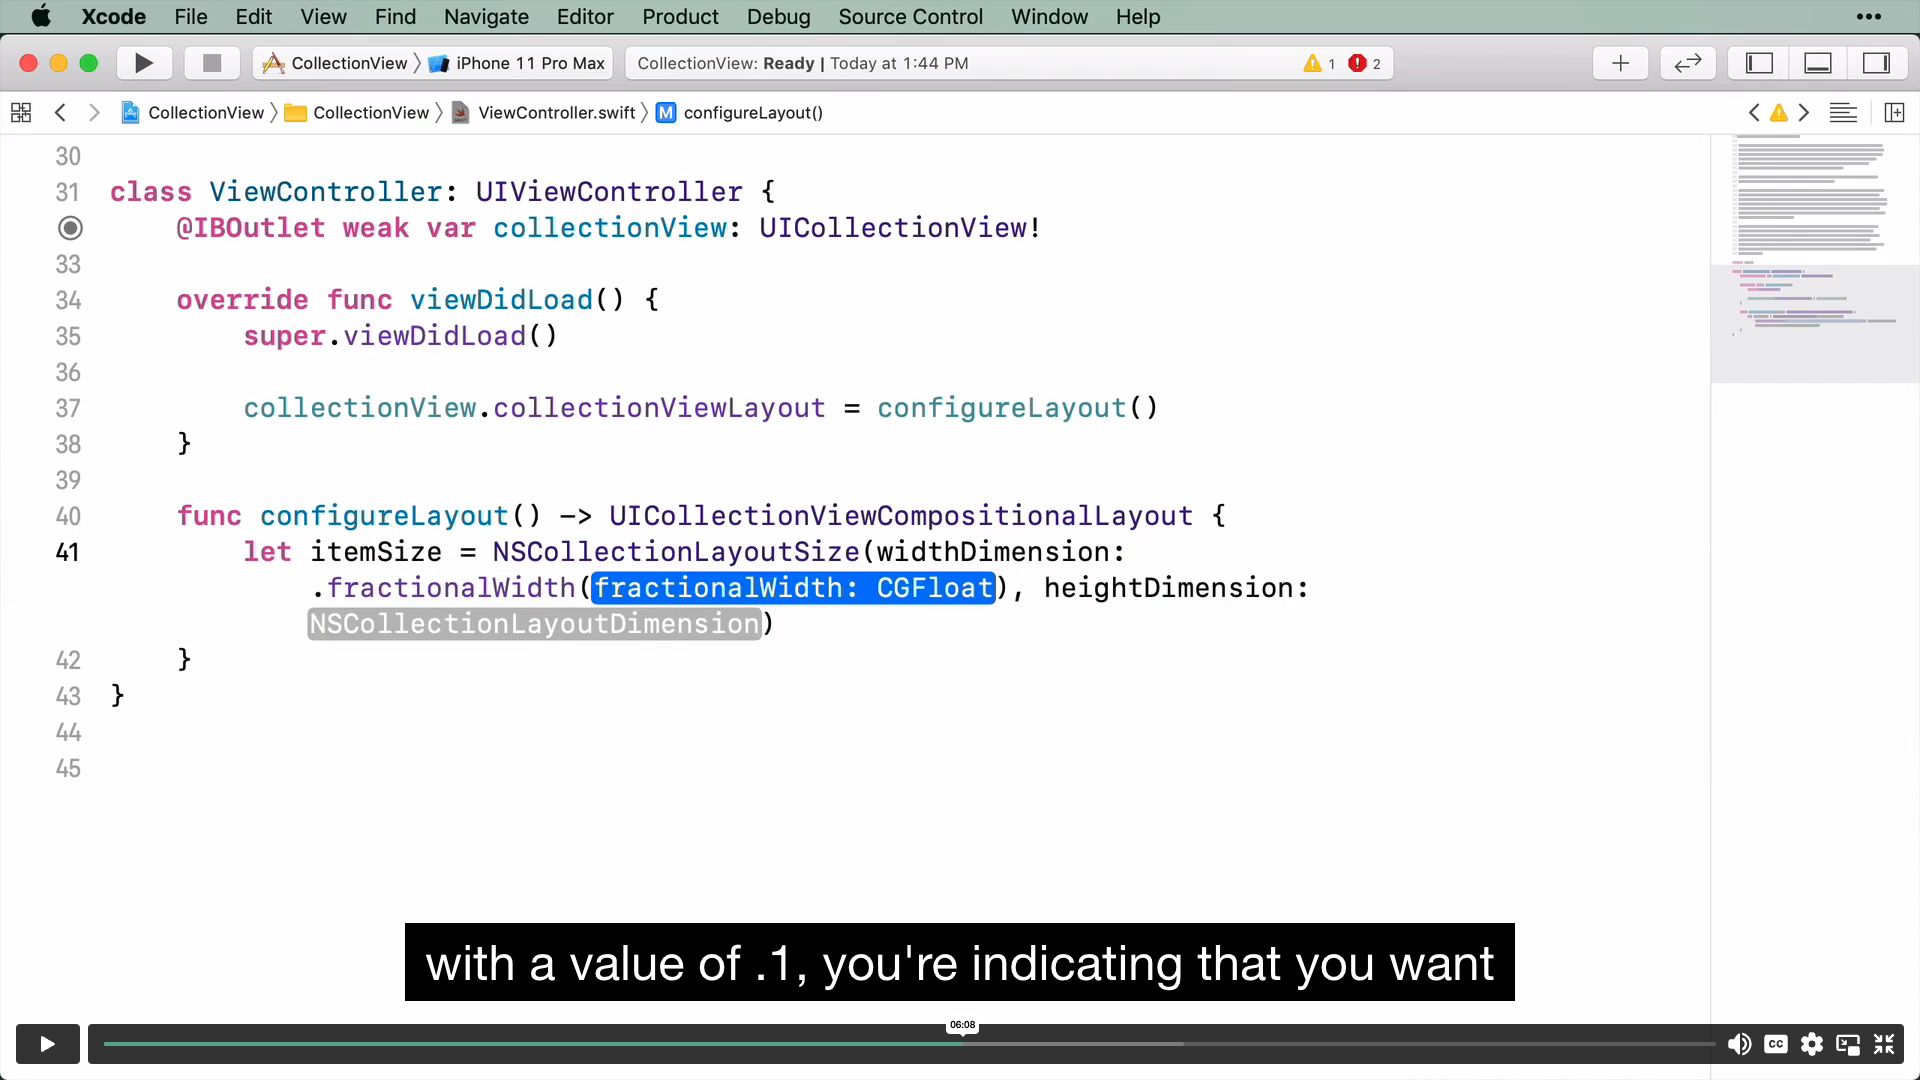 Xcode File Edit View Find Navigate Editor Product Debug Source Control Window Help
CollectionView iPhone 11 Pro Max CollectionView: Ready | Today at 1:44 PM 1 2
CollectionView CollectionView ViewController.swift M configureLayout()
30
31 class ViewController: UIViewController {
@IBOutlet weak var collectionView: UICollectionView!
33
34 override func viewDidLoad() {
35 super.viewDidLoad()
36
37 collectionView.collectionViewLayout = configureLayout()
38 }
39
40 func configureLayout() -> UICollectionViewCompositionalLayout {
41 let itemSize = NSCollectionLayoutSize(widthDimension:
.fractionalWidth(fractionalWidth: CGFloat), heightDimension:
NSCollectionLayoutDimension)
42 }
43 }
44
45
with a value of .1, you're indicating that you want
06:08
CC